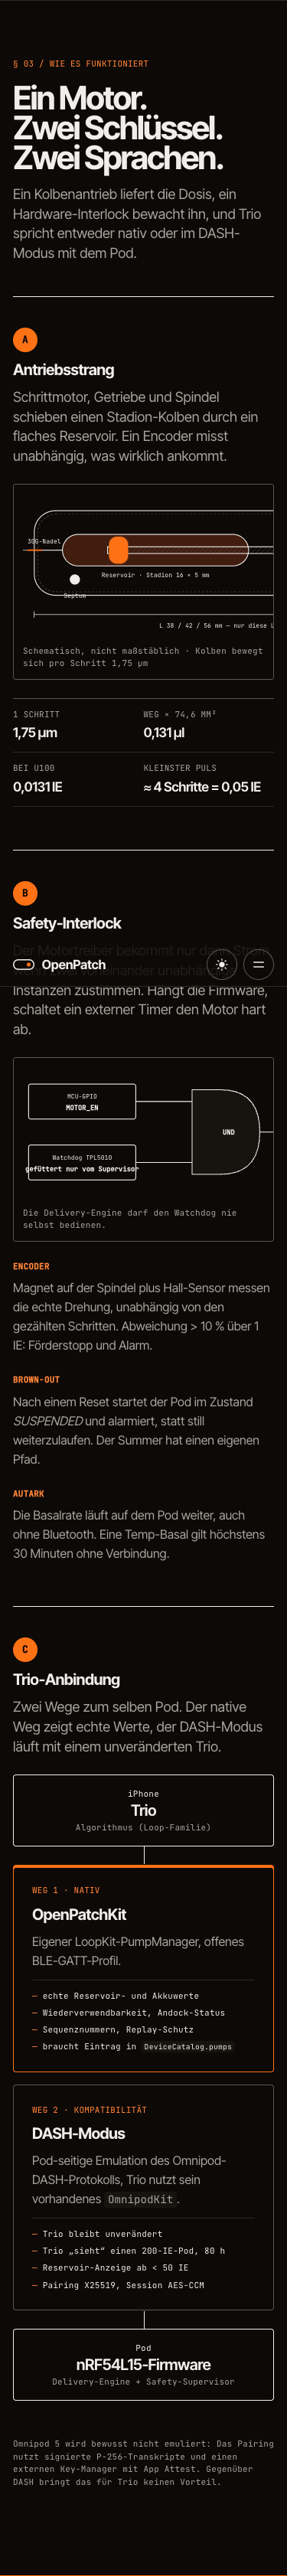 § 03 / WIE ES FUNKTIONIERT
Ein Motor.
Zwei Schlüssel.
Zwei Sprachen.
Ein Kolbenantrieb liefert die Dosis, ein
Hardware-Interlock bewacht ihn, und Trio
spricht entweder nativ oder im DASH-
Modus mit dem Pod.
A
Antriebsstrang
Schrittmotor, Getriebe und Spindel
schieben einen Stadion-Kolben durch ein
flaches Reservoir. Ein Encoder misst
unabhängig, was wirklich ankommt.
30G-Nadel
Reservoir · Stadion 16 × 5 mm
Septum
L 38 / 42 / 56 mm — nur diese L
Schematisch, nicht maßstäblich · Kolben bewegt
sich pro Schritt 1,75 µm
1 SCHRITT
1,75 µm
WEG × 74,6 MM²
0,131 µl
BEI U100
0,0131 IE
KLEINSTER PULS
≈ 4 Schritte = 0,05 IE
B
Safety-Interlock
Der Motortreiber bekommt nur dann Strom,
wenn zwei voneinander unabhängige
OpenPatch
Instanzen zustimmen. Hängt die Firmware,
schaltet ein externer Timer den Motor hart
ab.
MCU-GPIO
MOTOR_EN
UND
Watchdog TPL5010
gefüttert nur vom Supervisor
Die Delivery-Engine darf den Watchdog nie
selbst bedienen.
ENCODER
Magnet auf der Spindel plus Hall-Sensor messen
die echte Drehung, unabhängig von den
gezählten Schritten. Abweichung > 10 % über 1
IE: Förderstopp und Alarm.
BROWN-OUT
Nach einem Reset startet der Pod im Zustand
SUSPENDED und alarmiert, statt still
weiterzulaufen. Der Summer hat einen eigenen
Pfad.
AUTARK
Die Basalrate läuft auf dem Pod weiter, auch
ohne Bluetooth. Eine Temp-Basal gilt höchstens
30 Minuten ohne Verbindung.
C
Trio-Anbindung
Zwei Wege zum selben Pod. Der native
Weg zeigt echte Werte, der DASH-Modus
läuft mit einem unveränderten Trio.
iPhone
Trio
Algorithmus (Loop-Familie)
WEG 1 · NATIV
OpenPatchKit
Eigener LoopKit-PumpManager, offenes
BLE-GATT-Profil.
— echte Reservoir- und Akkuwerte
— Wiederverwendbarkeit, Andock-Status
— Sequenznummern, Replay-Schutz
— braucht Eintrag in DeviceCatalog.pumps
WEG 2 · KOMPATIBILITÄT
DASH-Modus
Pod-seitige Emulation des Omnipod-
DASH-Protokolls, Trio nutzt sein
vorhandenes OmnipodKit.
— Trio bleibt unverändert
— Trio „sieht“ einen 200-IE-Pod, 80 h
— Reservoir-Anzeige ab < 50 IE
— Pairing X25519, Session AES-CCM
Pod
nRF54L15-Firmware
Delivery-Engine + Safety-Supervisor
Omnipod 5 wird bewusst nicht emuliert: Das Pairing
nutzt signierte P-256-Transkripte und einen
externen Key-Manager mit App Attest. Gegenüber
DASH bringt das für Trio keinen Vorteil.